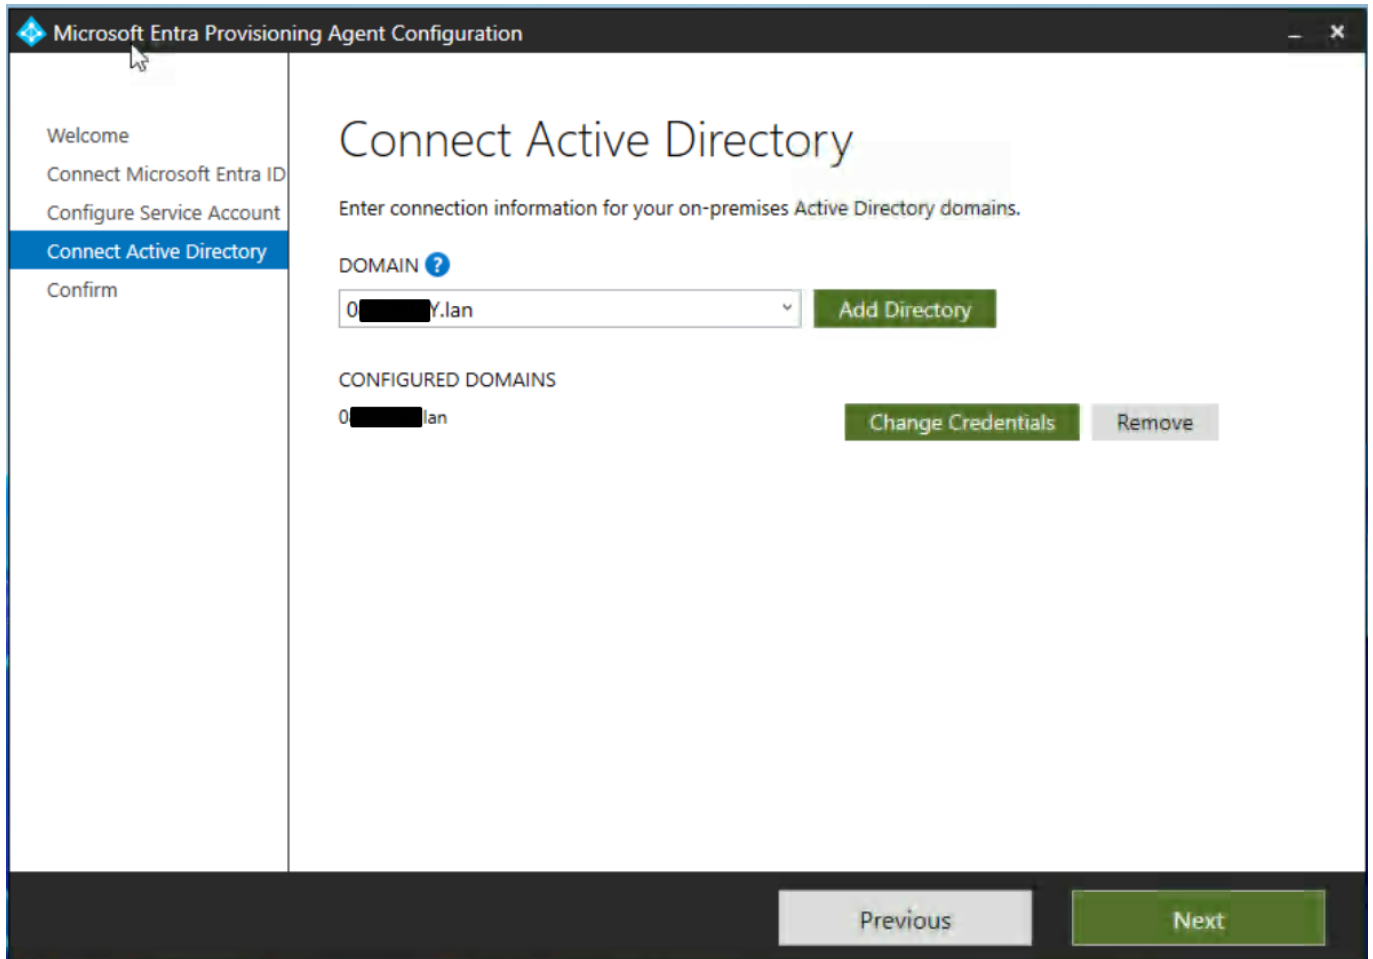 Microsoft Entra Provisioning Agent Configuration
Welcome
Connect Microsoft Entra ID
Configure Service Account
Connect Active Directory
Confirm
Connect Active Directory
Enter connection information for your on-premises Active Directory domains.
DOMAIN ?
0 Y.lan
Add Directory
CONFIGURED DOMAINS
0 lan
Change Credentials
Remove
Previous
Next